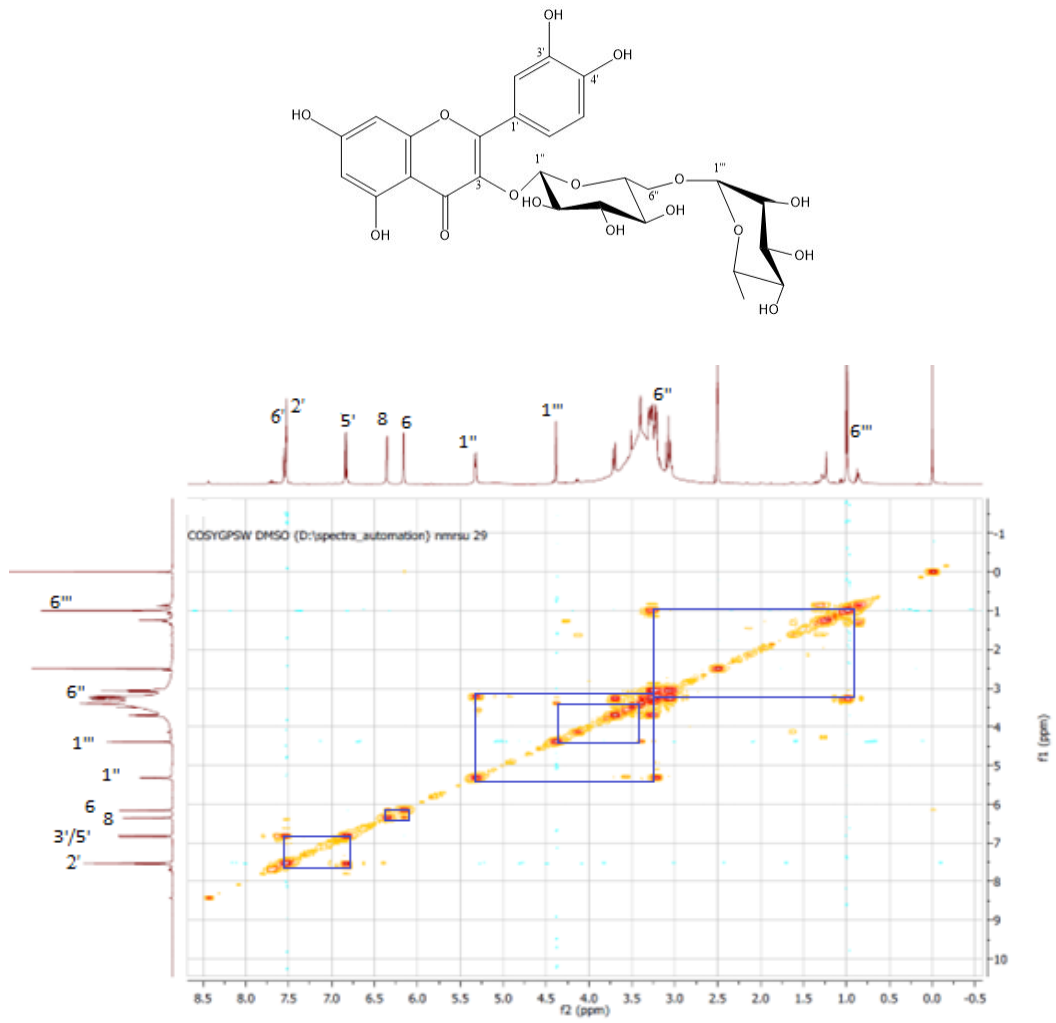 OH
3'
OH
4'
HO
O
1'
1''
1'''
3
O
O
O
6''
HO
OH
OH
O
OH
O
OH
OH
HO
6' 2' 5' 8 6 1'' 1''' 6'' 6'''
COSYGPSW DMSO {D:\spectra_automation} nmrsu 29
6'''
6''
1'''
1''
6
8
3'/5'
2'
-1
0
1
2
3
4
5
6
7
8
9
10
f1 (ppm)
8.5 8.0 7.5 7.0 6.5 6.0 5.5 5.0 4.5 4.0 3.5 3.0 2.5 2.0 1.5 1.0 0.5 0.0 -0.5
f2 (ppm)